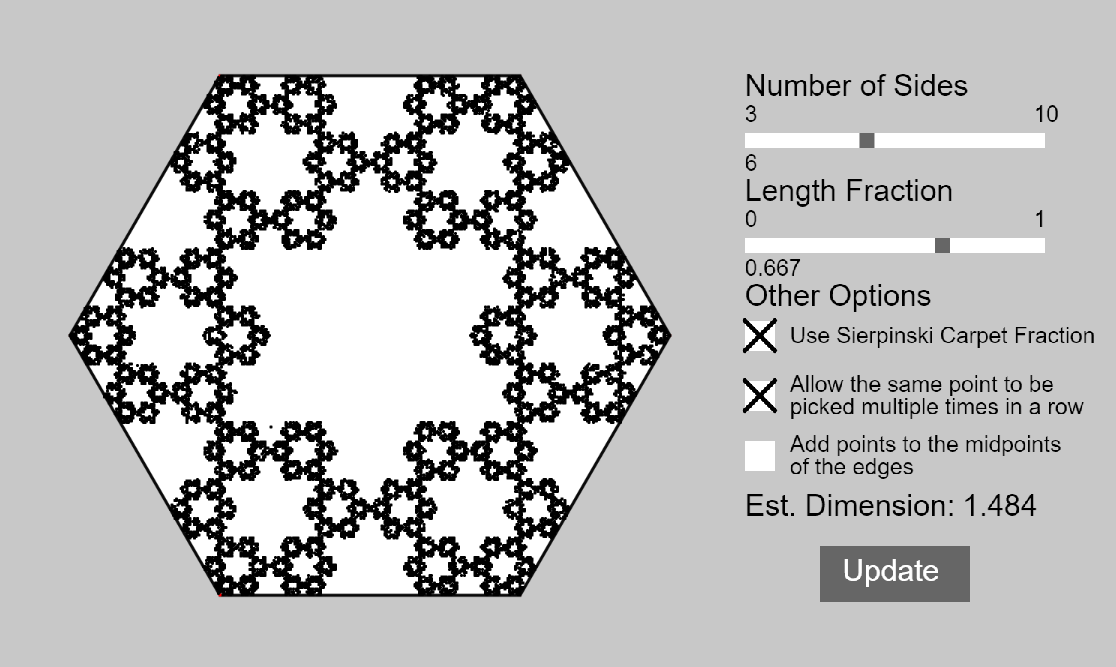 Number of Sides
3 10
6
Length Fraction
0 1
0.667
Other Options
Use Sierpinski Carpet Fraction
Allow the same point to be
picked multiple times in a row
Add points to the midpoints
of the edges
Est. Dimension: 1.484
Update